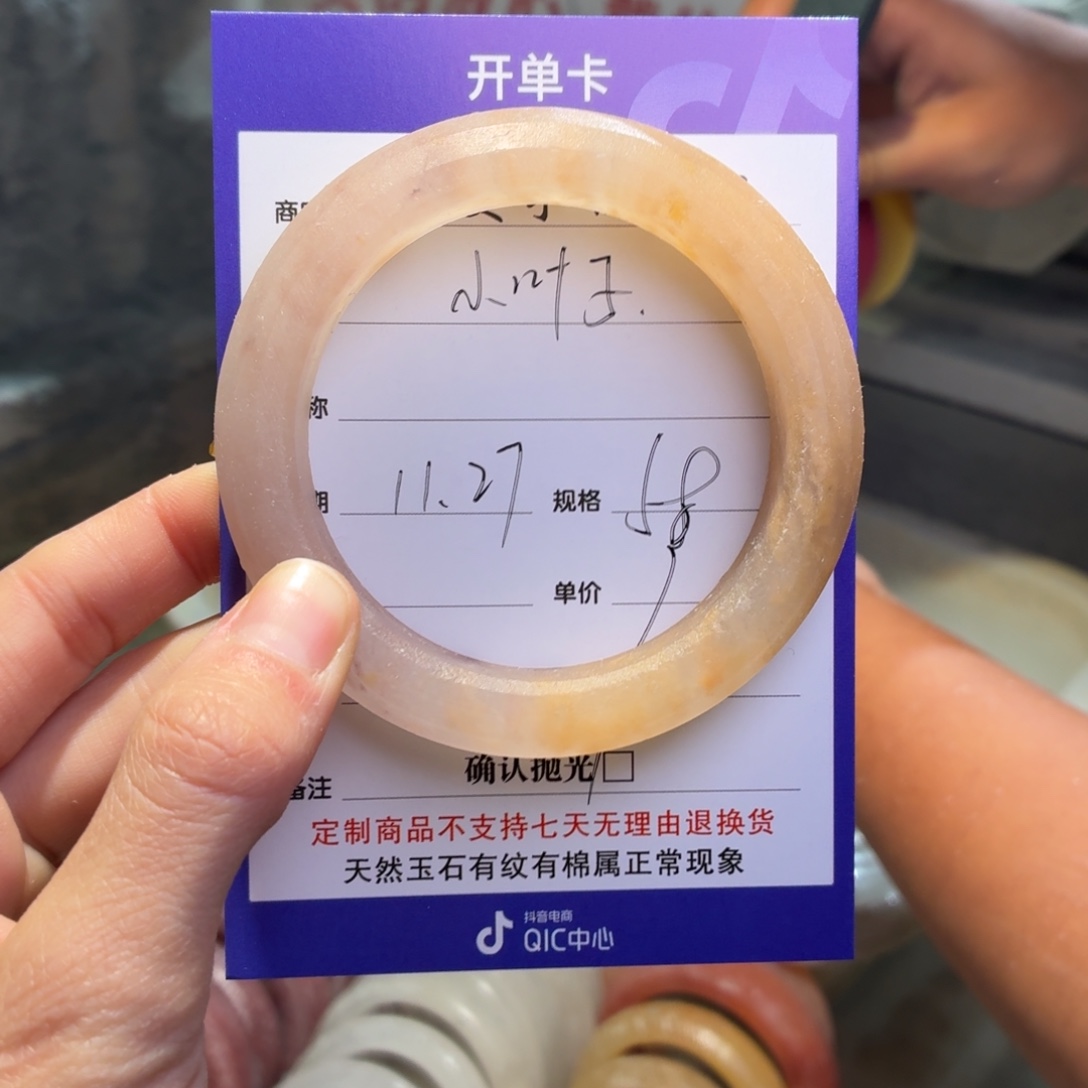 开单卡
商
小叶子.
称
期 11.27 规格 58
单价
备注 确认抛光/□
定制商品不支持七天无理由退换货
天然玉石有纹有棉属正常现象
抖音电商
QIC中心